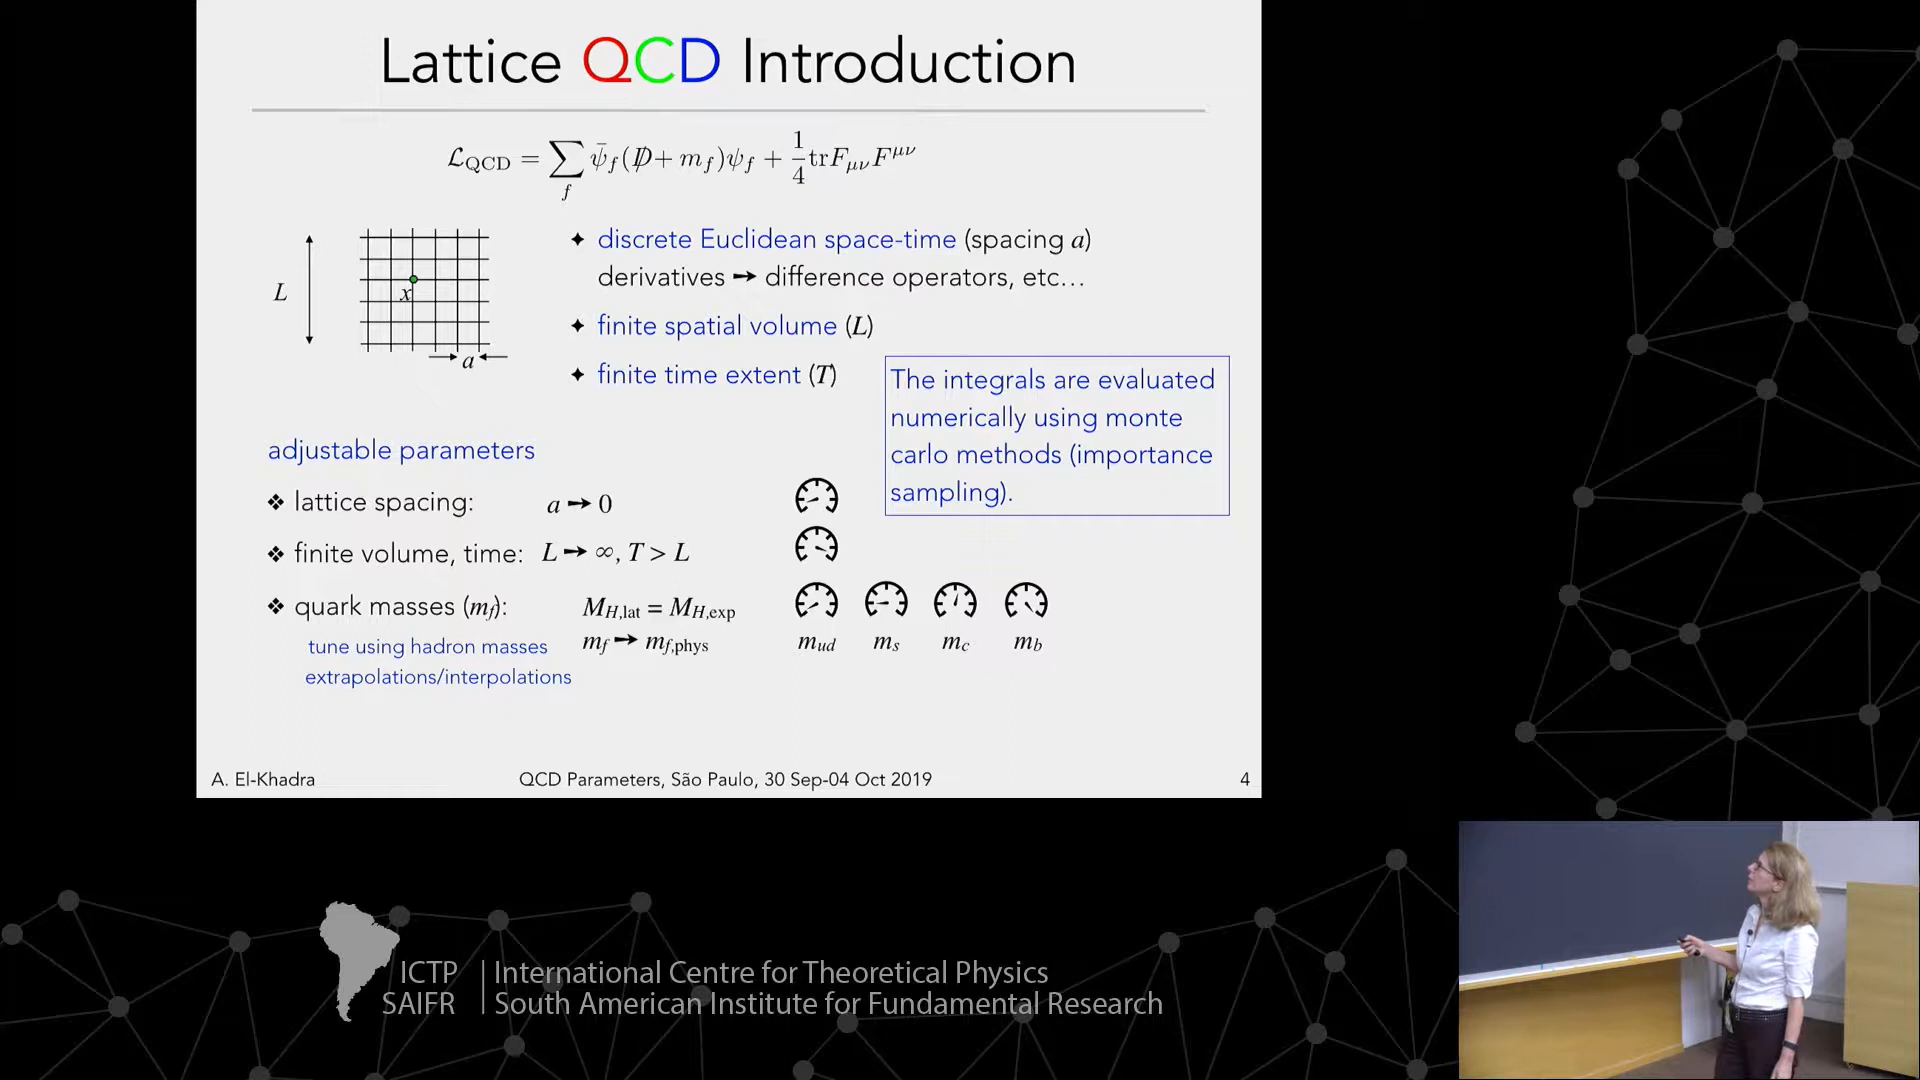 Lattice QCD Introduction
ℒ_QCD = ∑_f ψ̄_f(D̸ + m_f)ψ_f + 1/4 trF_μν F^μν
✦ discrete Euclidean space-time (spacing a)
derivatives ➙ difference operators, etc…
L
x
a
✦ finite spatial volume (L)
✦ finite time extent (T)
The integrals are evaluated
numerically using monte
carlo methods (importance
sampling).
adjustable parameters
❖ lattice spacing: a ➙ 0
❖ finite volume, time: L ➙ ∞, T > L
❖ quark masses (m_f): M_H,lat = M_H,exp
tune using hadron masses m_f ➙ m_f,phys m_ud m_s m_c m_b
extrapolations/interpolations
A. El-Khadra QCD Parameters, São Paulo, 30 Sep-04 Oct 2019 4
ICTP | International Centre for Theoretical Physics
SAIFR | South American Institute for Fundamental Research